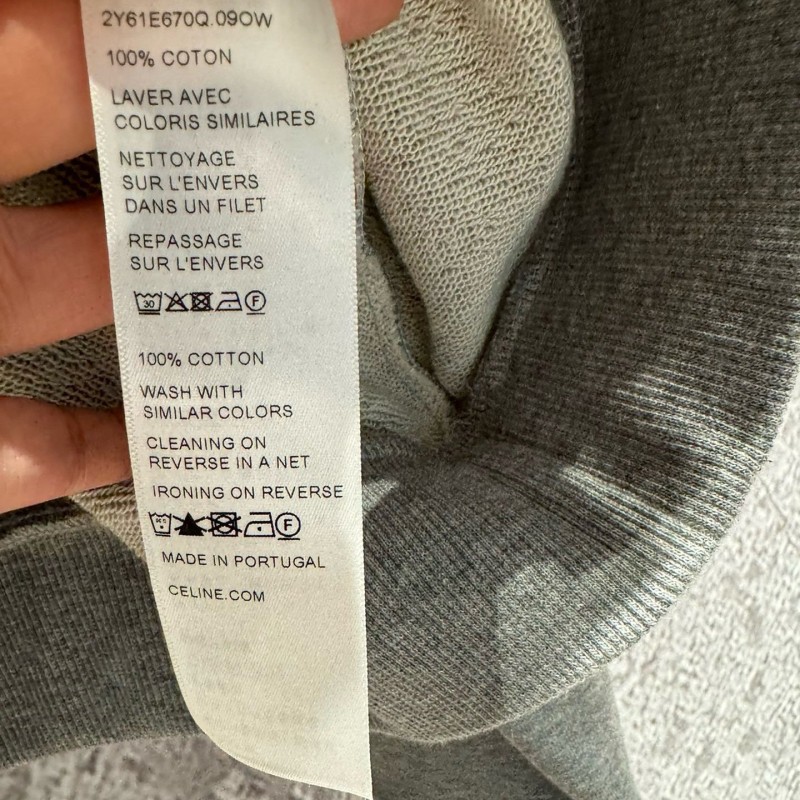 2Y61E670Q.09OW
100% COTON
LAVER AVEC
COLORIS SIMILAIRES
NETTOYAGE
SUR L'ENVERS
DANS UN FILET
REPASSAGE
SUR L'ENVERS
30 F
100% COTTON
WASH WITH
SIMILAR COLORS
CLEANING ON
REVERSE IN A NET
IRONING ON REVERSE
F
MADE IN PORTUGAL
CELINE.COM